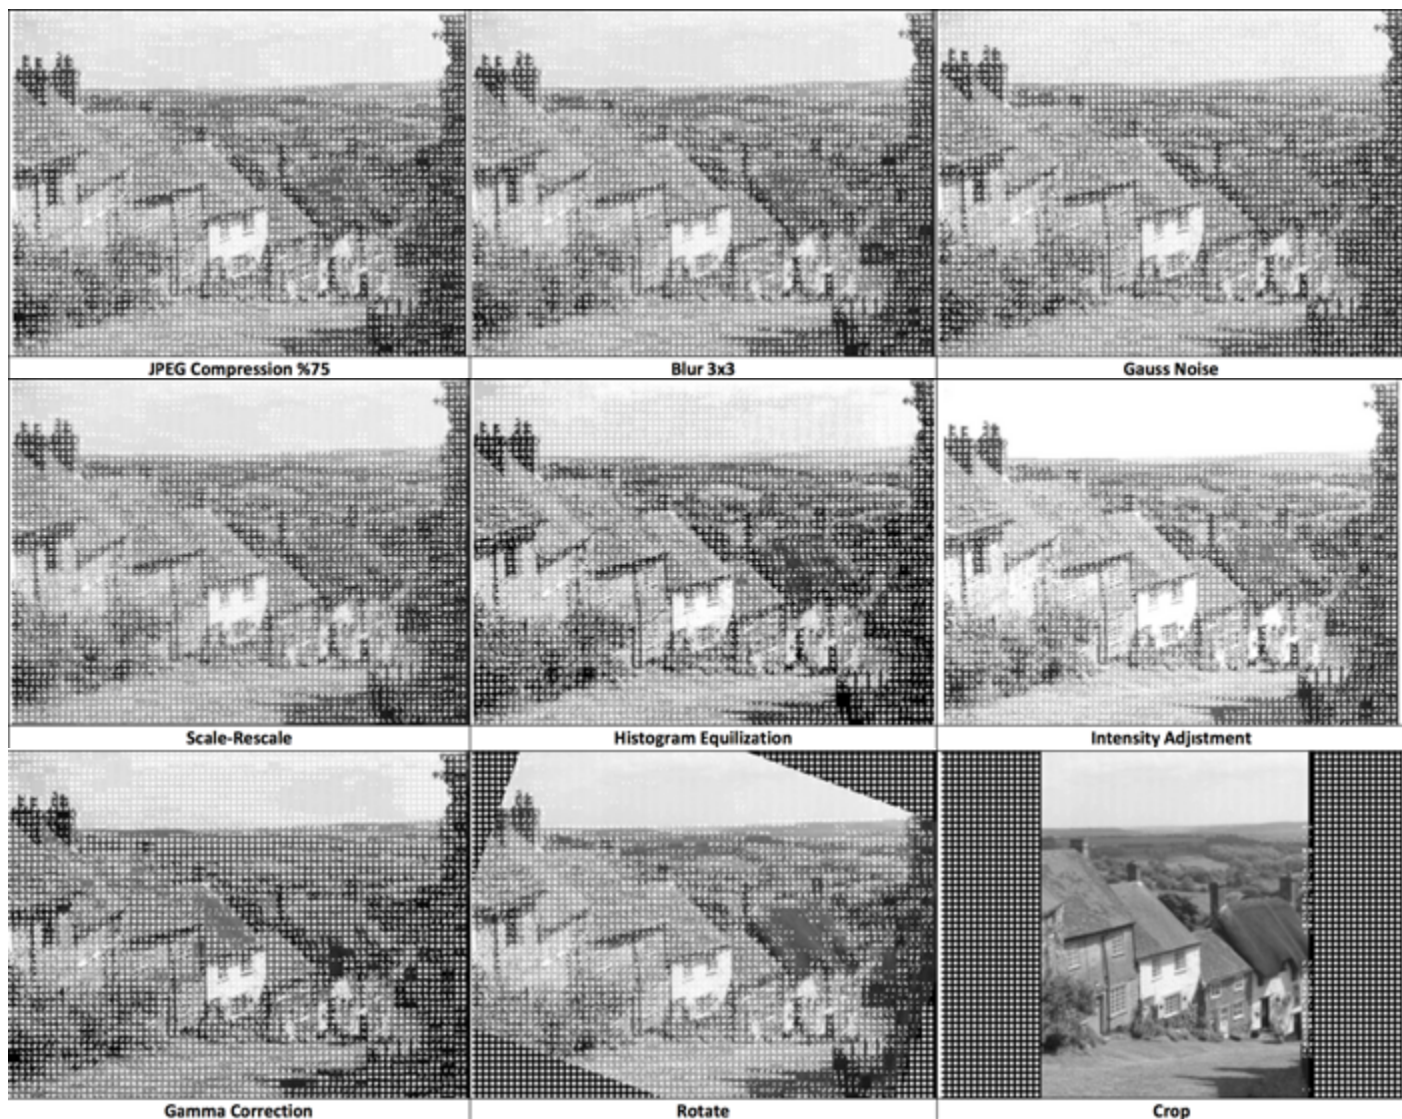 JPEG Compression %75
Blur 3x3
Gauss Noise
Scale-Rescale
Histogram Equilization
Intensity Adjıstment
Gamma Correction
Rotate
Crop